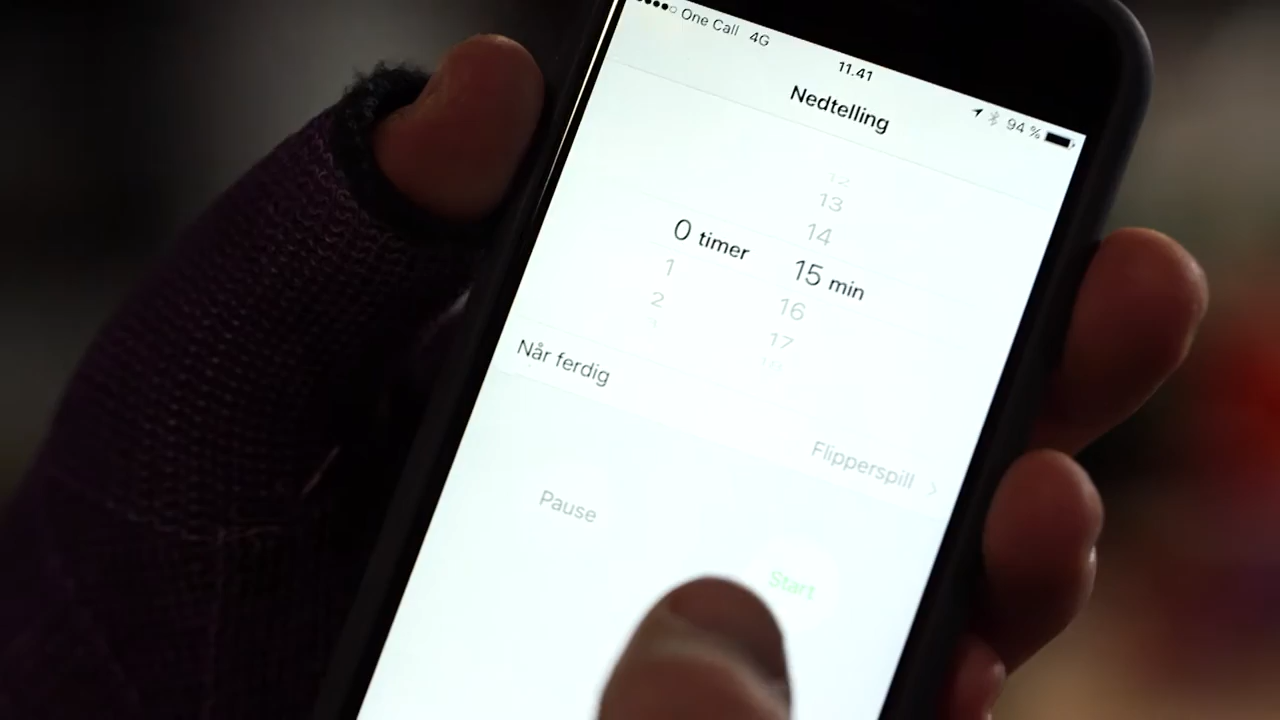 One Call 4G
11.41
94 %
Nedtelling
12
13
14
0 timer 15 min
1 16
2 17
Når ferdig
Flipperspill
Pause
Start